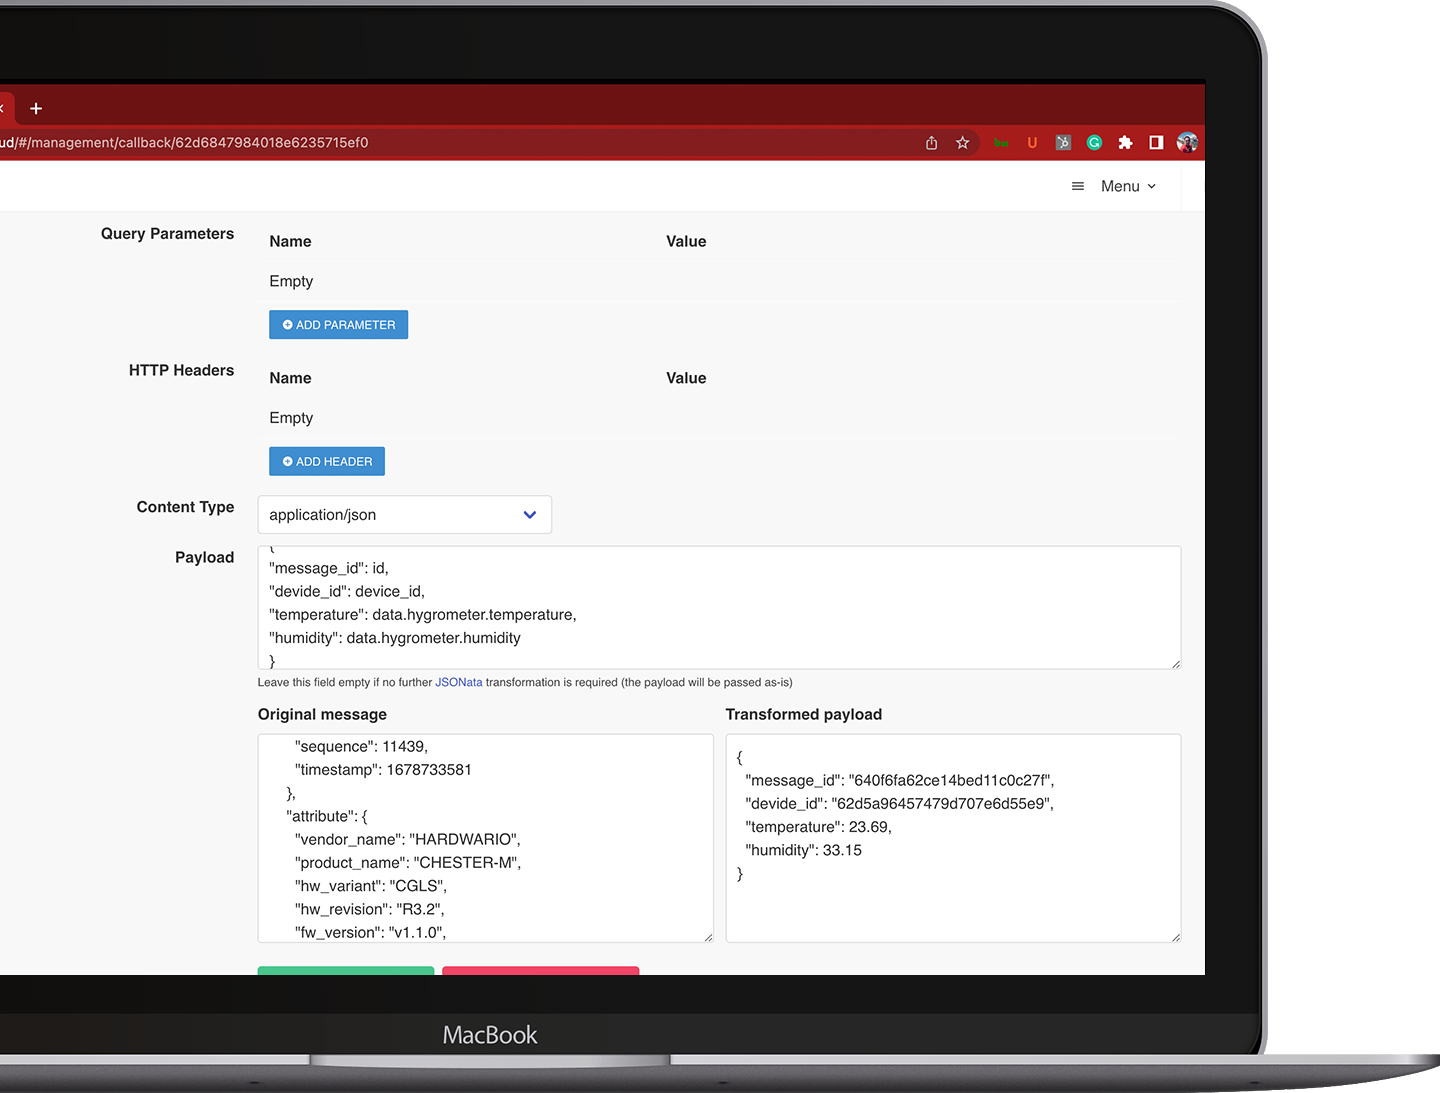 ud/#/management/callback/62d6847984018e6235715ef0
Menu
Query Parameters
Name Value
Empty
ADD PARAMETER
HTTP Headers
Name Value
Empty
ADD HEADER
Content Type
application/json
Payload
{
"message_id": id,
"devide_id": device_id,
"temperature": data.hygrometer.temperature,
"humidity": data.hygrometer.humidity
}
Leave this field empty if no further JSONata transformation is required (the payload will be passed as-is)
Original message
"sequence": 11439,
"timestamp": 1678733581
},
"attribute": {
"vendor_name": "HARDWARIO",
"product_name": "CHESTER-M",
"hw_variant": "CGLS",
"hw_revision": "R3.2",
"fw_version": "v1.1.0",
Transformed payload
{
"message_id": "640f6fa62ce14bed11c0c27f",
"devide_id": "62d5a96457479d707e6d55e9",
"temperature": 23.69,
"humidity": 33.15
}
MacBook